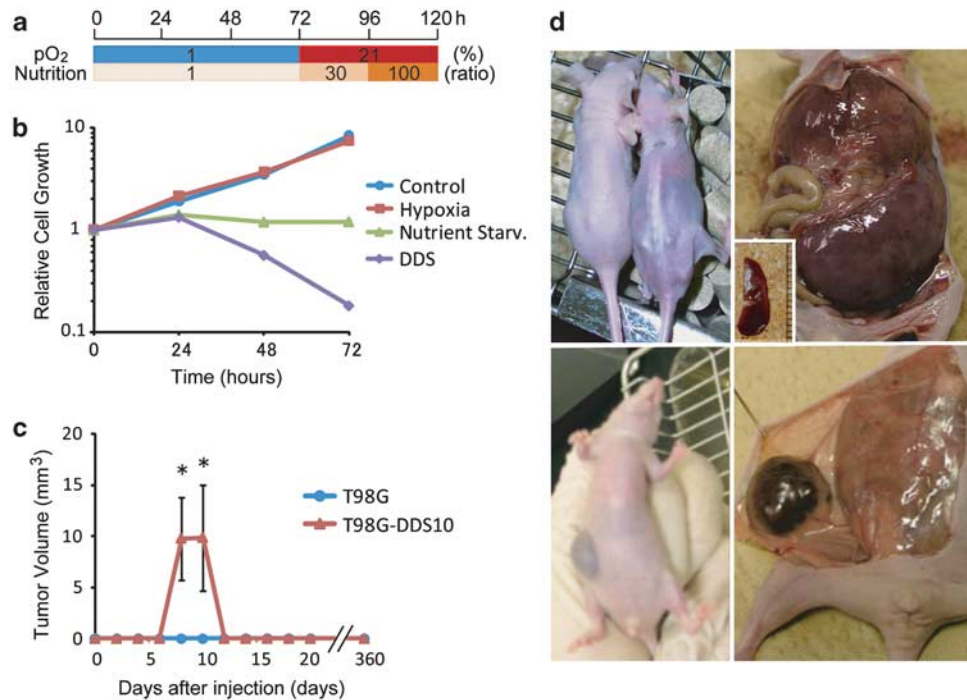 a
0 24 48 72 96 120 h
pO2 1 21 (%)
Nutrition 1 30 100 (ratio)
b
Relative Cell Growth
10
1
0.1
0 24 48 72
Time (hours)
Control
Hypoxia
Nutrient Starv.
DDS
c
Tumor Volume (mm³)
20
15
10
5
0
* *
0 5 10 15 20 360
Days after injection (days)
T98G
T98G-DDS10
d